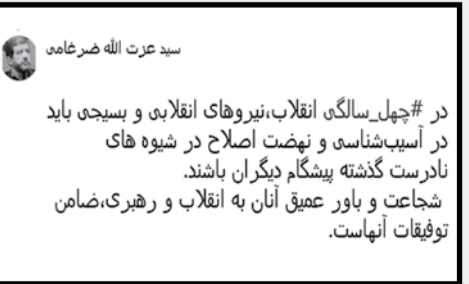 سید عزت الله ضرغامی
در #چهل_سالگی انقلاب،نیروهای انقلابی و بسیجی باید
در آسیب‌شناسی و نهضت اصلاح در شیوه های
نادرست گذشته پیشگام دیگران باشند.
شجاعت و باور عمیق آنان به انقلاب و رهبری،ضامن
توفیقات آنهاست.